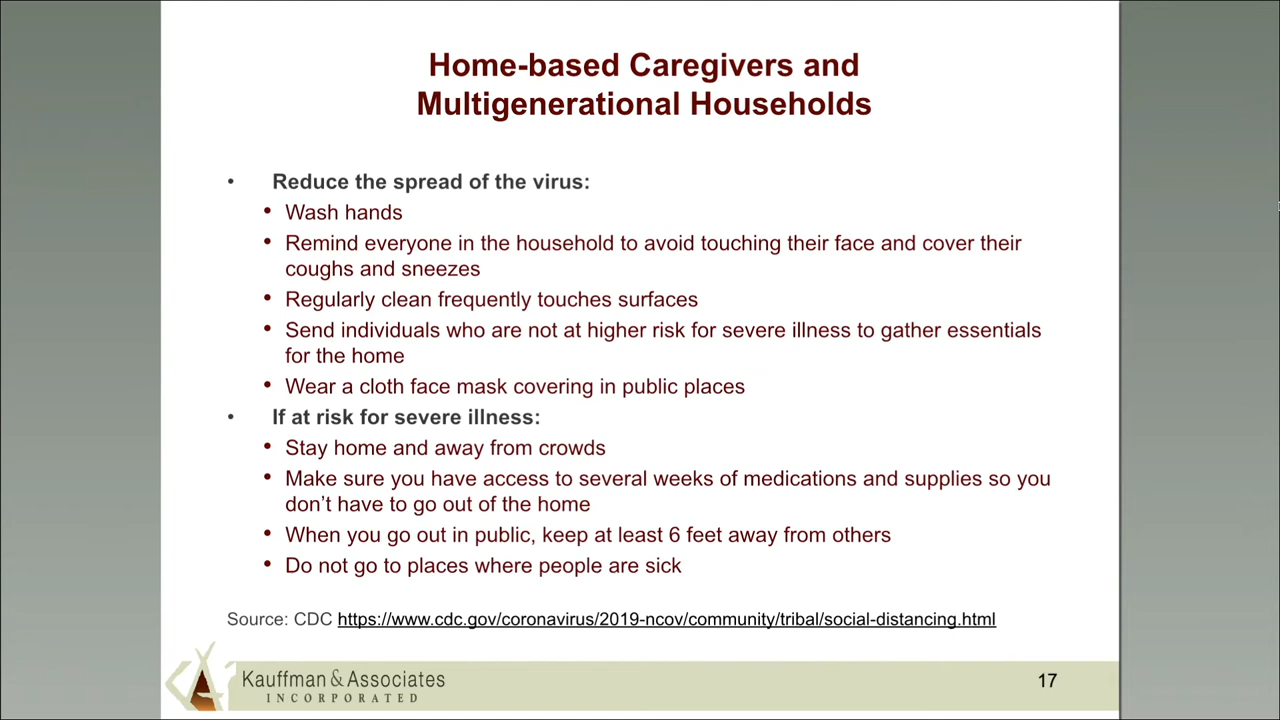 Home-based Caregivers and
Multigenerational Households
• Reduce the spread of the virus:
• Wash hands
• Remind everyone in the household to avoid touching their face and cover their
coughs and sneezes
• Regularly clean frequently touches surfaces
• Send individuals who are not at higher risk for severe illness to gather essentials
for the home
• Wear a cloth face mask covering in public places
• If at risk for severe illness:
• Stay home and away from crowds
• Make sure you have access to several weeks of medications and supplies so you
don’t have to go out of the home
• When you go out in public, keep at least 6 feet away from others
• Do not go to places where people are sick
Source: CDC https://www.cdc.gov/coronavirus/2019-ncov/community/tribal/social-distancing.html
Kauffman & Associates
INCORPORATED
17